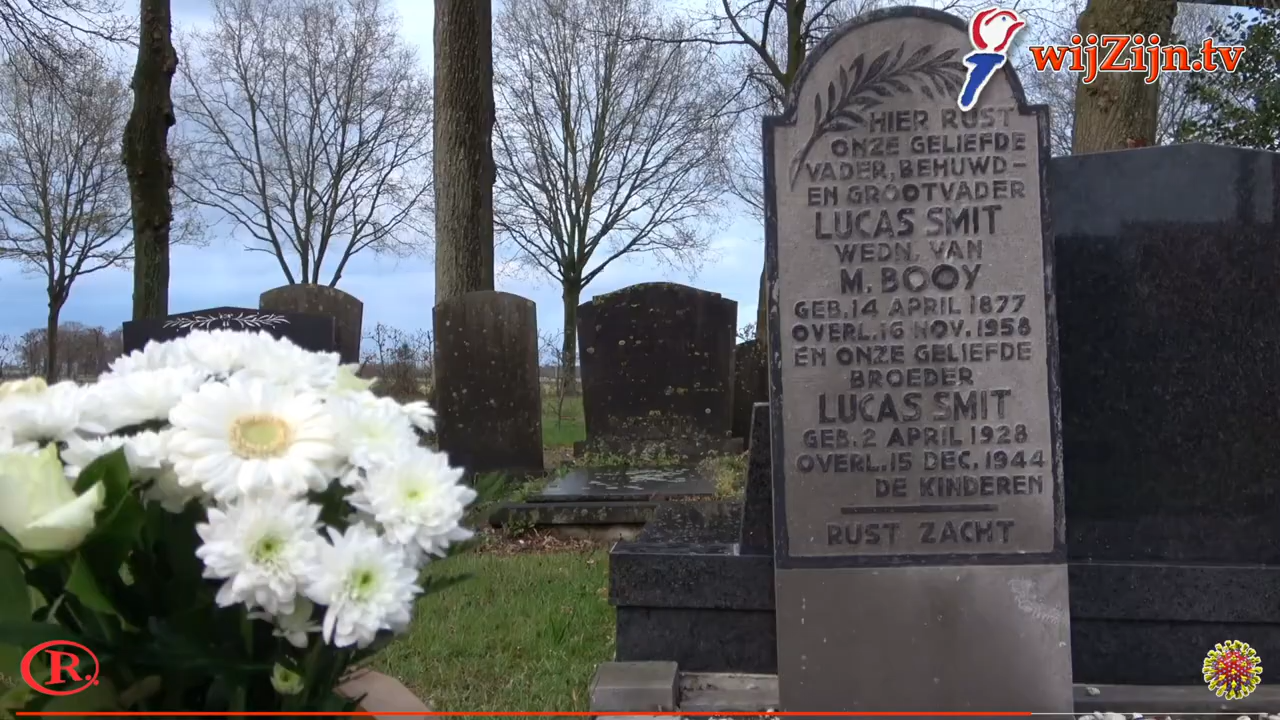 wijZijn.tv
HIER RUST
ONZE GELIEFDE
VADER, BEHUWD-
EN GROOTVADER
LUCAS SMIT
WEDN. VAN
M. BOOY
GEB. 14 APRIL 1877
OVERL. 16 NOV. 1958
EN ONZE GELIEFDE
BROEDER
LUCAS SMIT
GEB. 2 APRIL 1928
OVERL. 15 DEC. 1944
DE KINDEREN
RUST ZACHT
R.